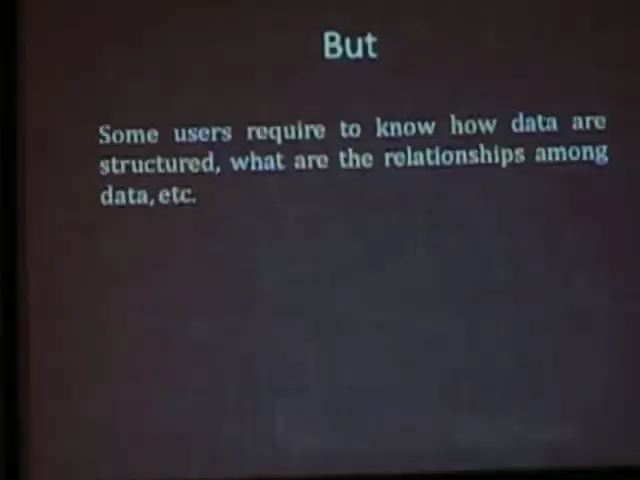 But
Some users require to know how data are
structured, what are the relationships among
data, etc.